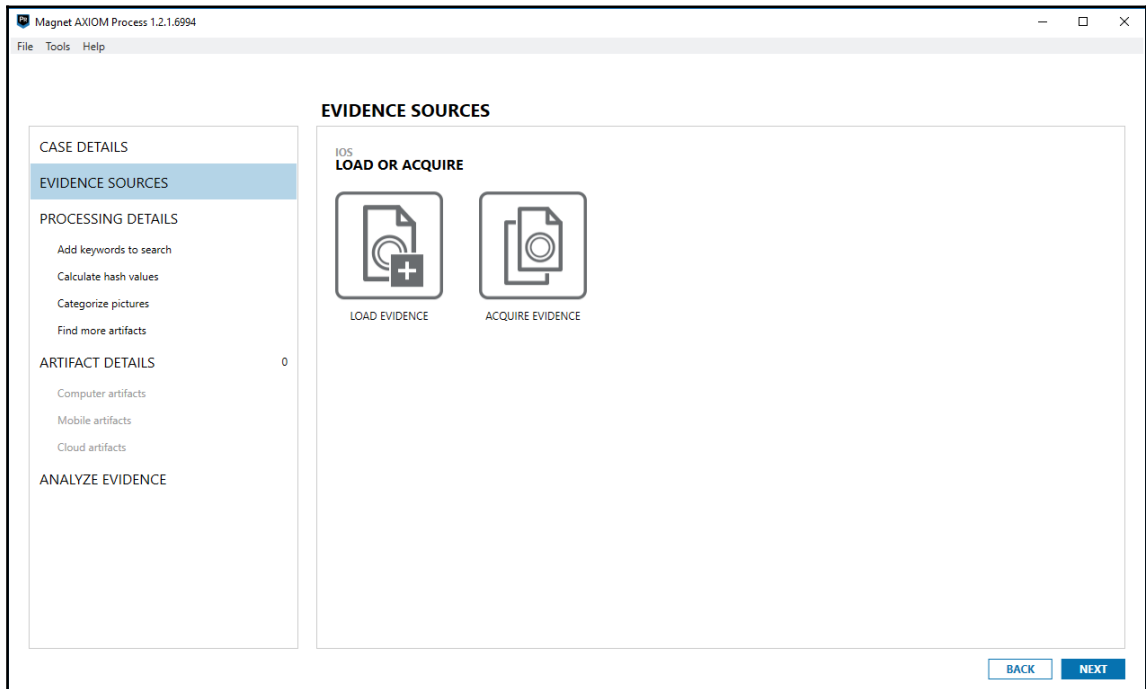 Magnet AXIOM Process 1.2.1.6994
File Tools Help
EVIDENCE SOURCES
CASE DETAILS
EVIDENCE SOURCES
PROCESSING DETAILS
Add keywords to search
Calculate hash values
Categorize pictures
Find more artifacts
ARTIFACT DETAILS 0
Computer artifacts
Mobile artifacts
Cloud artifacts
ANALYZE EVIDENCE
IOS
LOAD OR ACQUIRE
LOAD EVIDENCE ACQUIRE EVIDENCE
BACK NEXT